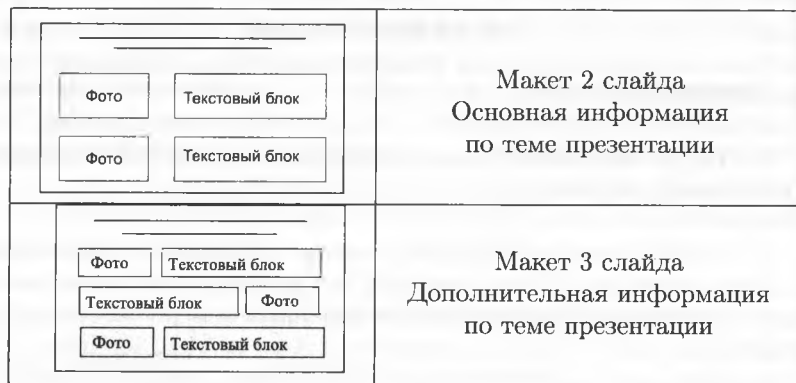 Фото
Текстовый блок
Фото
Текстовый блок
Макет 2 слайда
Основная информация
по теме презентации
Фото
Текстовый блок
Текстовый блок
Фото
Фото
Текстовый блок
Макет 3 слайда
Дополнительная информация
по теме презентации